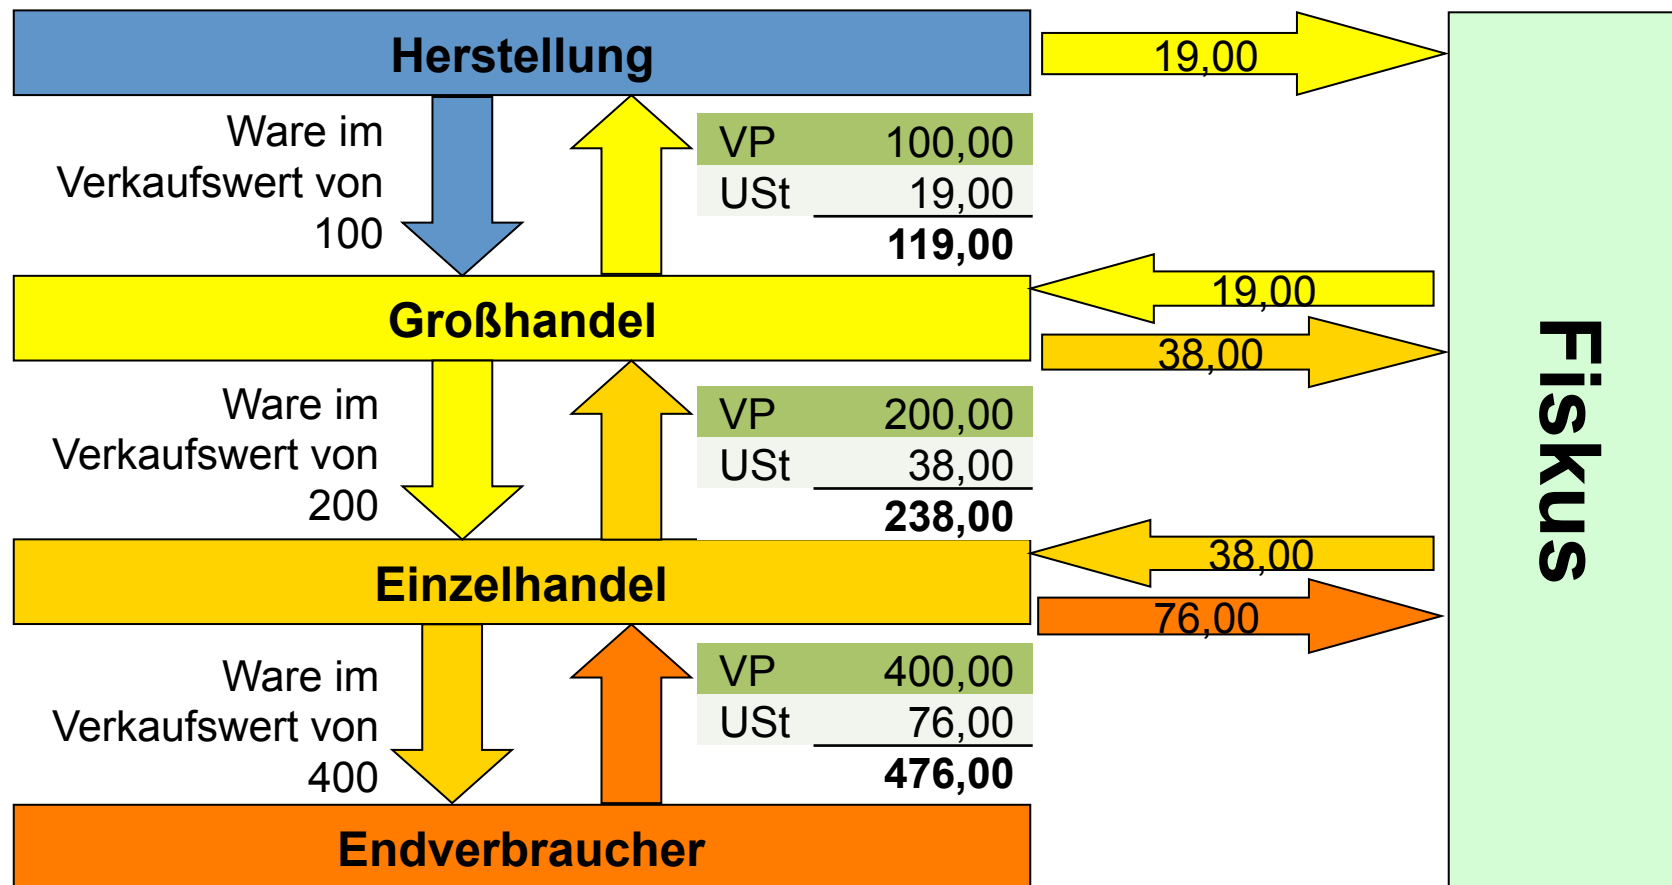 Herstellung
19,00
Ware im
Verkaufswert von
100
VP 100,00
USt 19,00
119,00
19,00
Großhandel
38,00
Ware im
Verkaufswert von
200
VP 200,00
USt 38,00
238,00
38,00
Einzelhandel
76,00
Ware im
Verkaufswert von
400
VP 400,00
USt 76,00
476,00
Endverbraucher
Fiskus